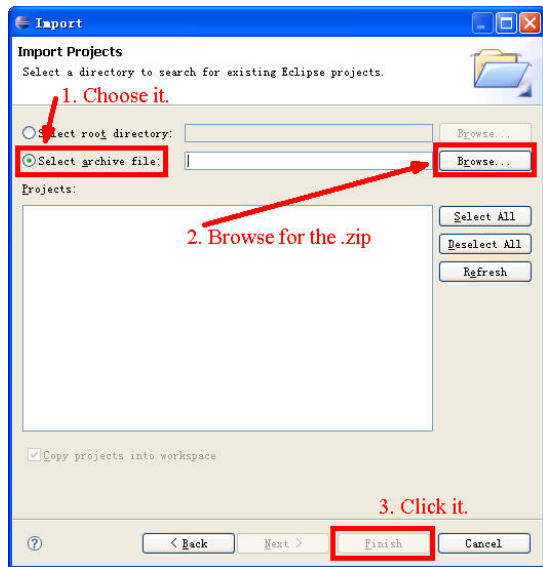 Import
Import Projects
Select a directory to search for existing Eclipse projects.
1. Choose it.
Select root directory:
Browse...
Select archive file:
Browse...
Projects:
Select All
2. Browse for the .zip
Deselect All
Refresh
Copy projects into workspace
3. Click it.
?
< Back
Next >
Finish
Cancel